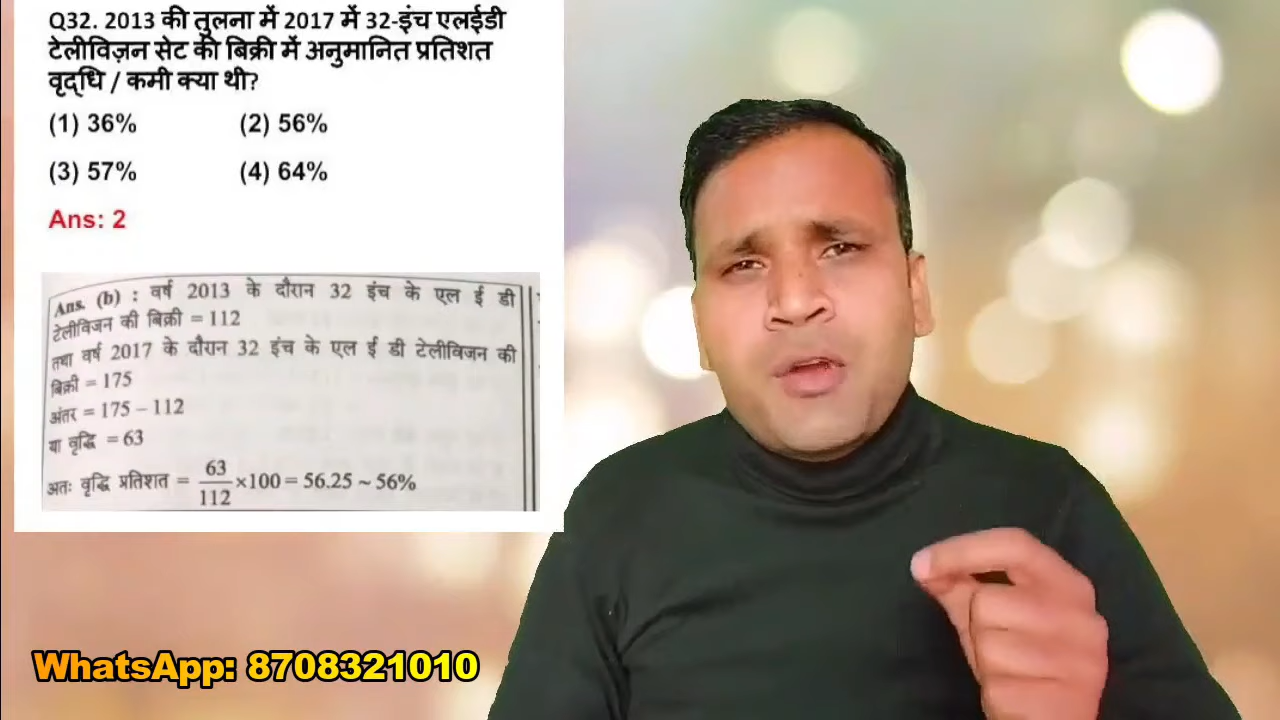 Q32. 2013 की तुलना में 2017 में 32-इंच एलईडी
टेलीविज़न सेट की बिक्री में अनुमानित प्रतिशत
वृद्धि / कमी क्या थी?
(1) 36% (2) 56%
(3) 57% (4) 64%
Ans: 2
Ans. (b) : वर्ष 2013 के दौरान 32 इंच के एल ई डी
टेलीविजन की बिक्री = 112
तथा वर्ष 2017 के दौरान 32 इंच के एल ई डी टेलीविजन की
बिक्री = 175
अंतर = 175 – 112
या वृद्धि = 63
अतः वृद्धि प्रतिशत = 63/112 ×100 = 56.25 ~ 56%
WhatsApp: 8708321010